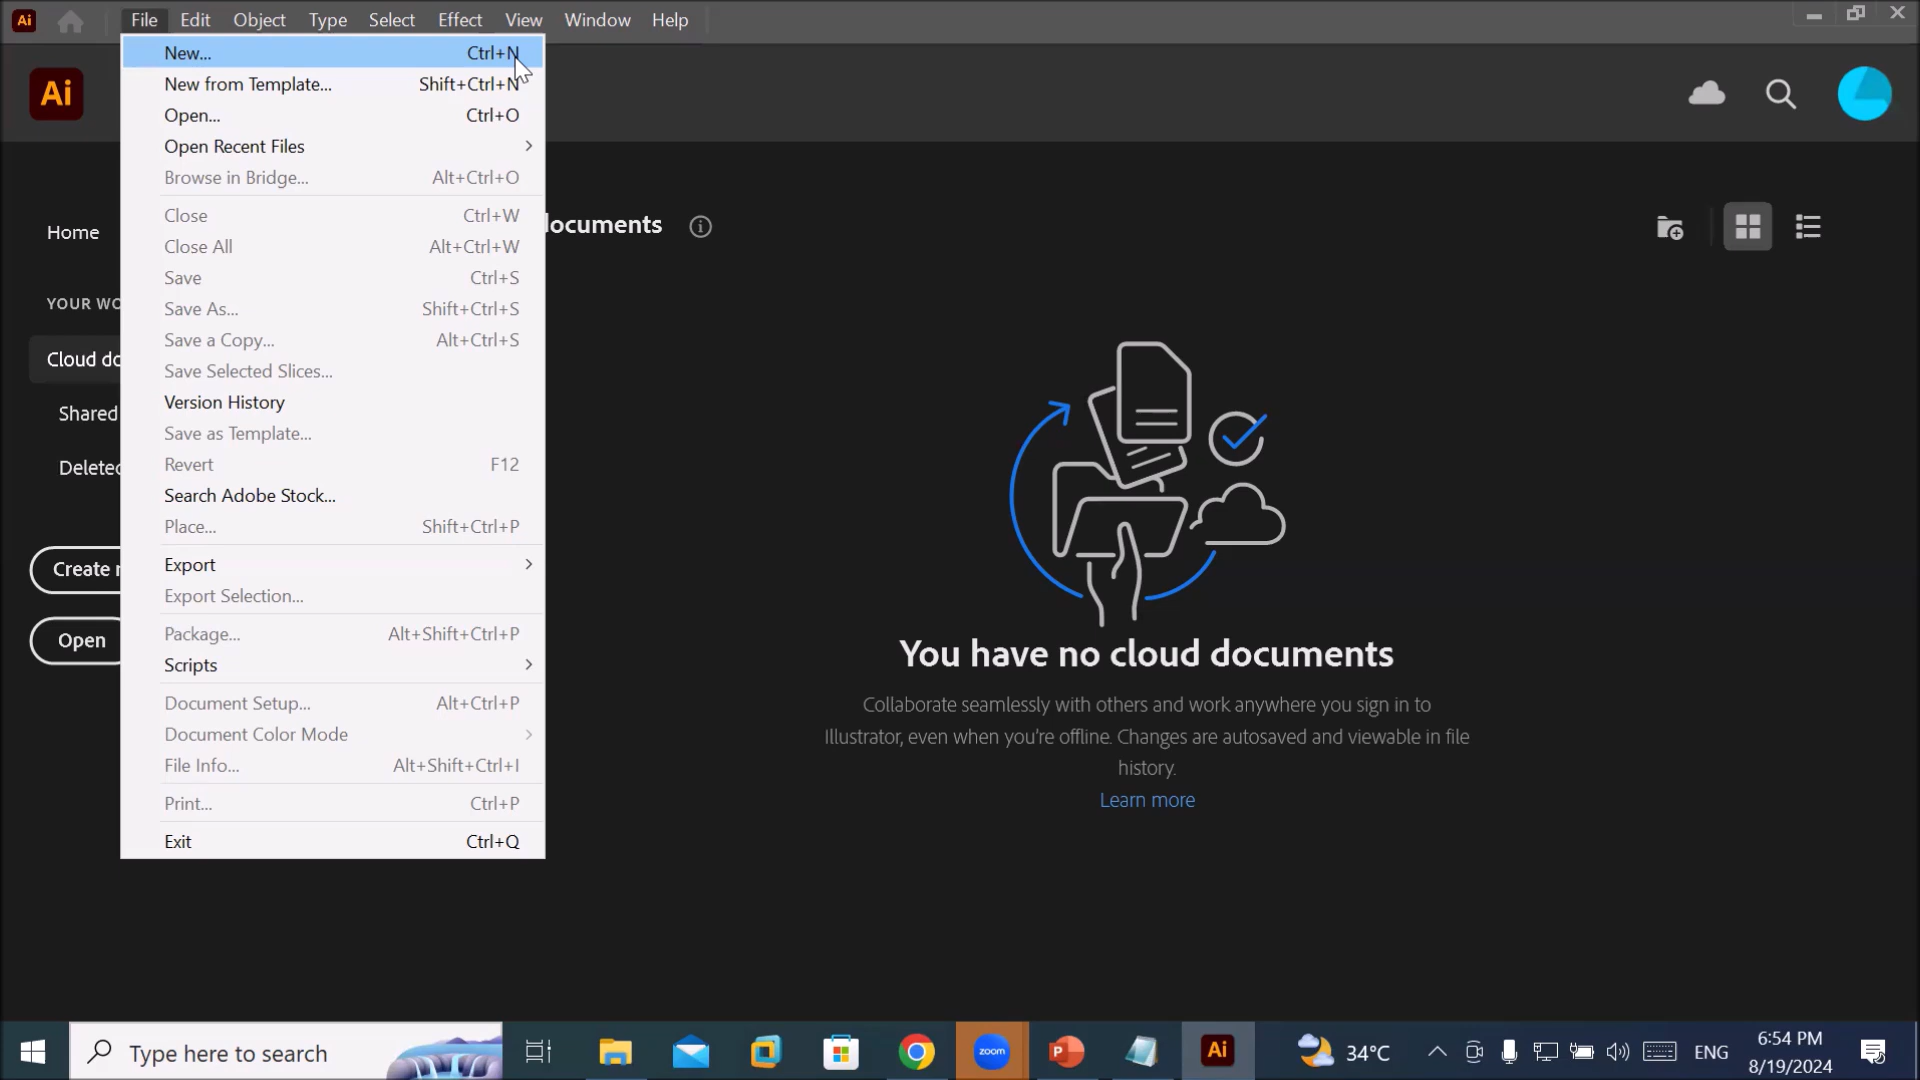 Ai File Edit Object Type Select Effect View Window Help
Ai
New... Ctrl+N
New from Template... Shift+Ctrl+N
Open... Ctrl+O
Open Recent Files
Browse in Bridge... Alt+Ctrl+O
Close Ctrl+W
Close All Alt+Ctrl+W
Save Ctrl+S
Save As... Shift+Ctrl+S
Save a Copy... Alt+Ctrl+S
Save Selected Slices...
Version History
Save as Template...
Revert F12
Search Adobe Stock...
Place... Shift+Ctrl+P
Export
Export Selection...
Package... Alt+Shift+Ctrl+P
Scripts
Document Setup... Alt+Ctrl+P
Document Color Mode
File Info... Alt+Shift+Ctrl+I
Print... Ctrl+P
Exit Ctrl+Q
Home
YOUR WO
Cloud do
Shared
Deleted
Create n
Open
documents
You have no cloud documents
Collaborate seamlessly with others and work anywhere you sign in to
Illustrator, even when you're offline. Changes are autosaved and viewable in file
history.
Learn more
Type here to search
zoom
P
Ai
34°C
ENG
6:54 PM
8/19/2024